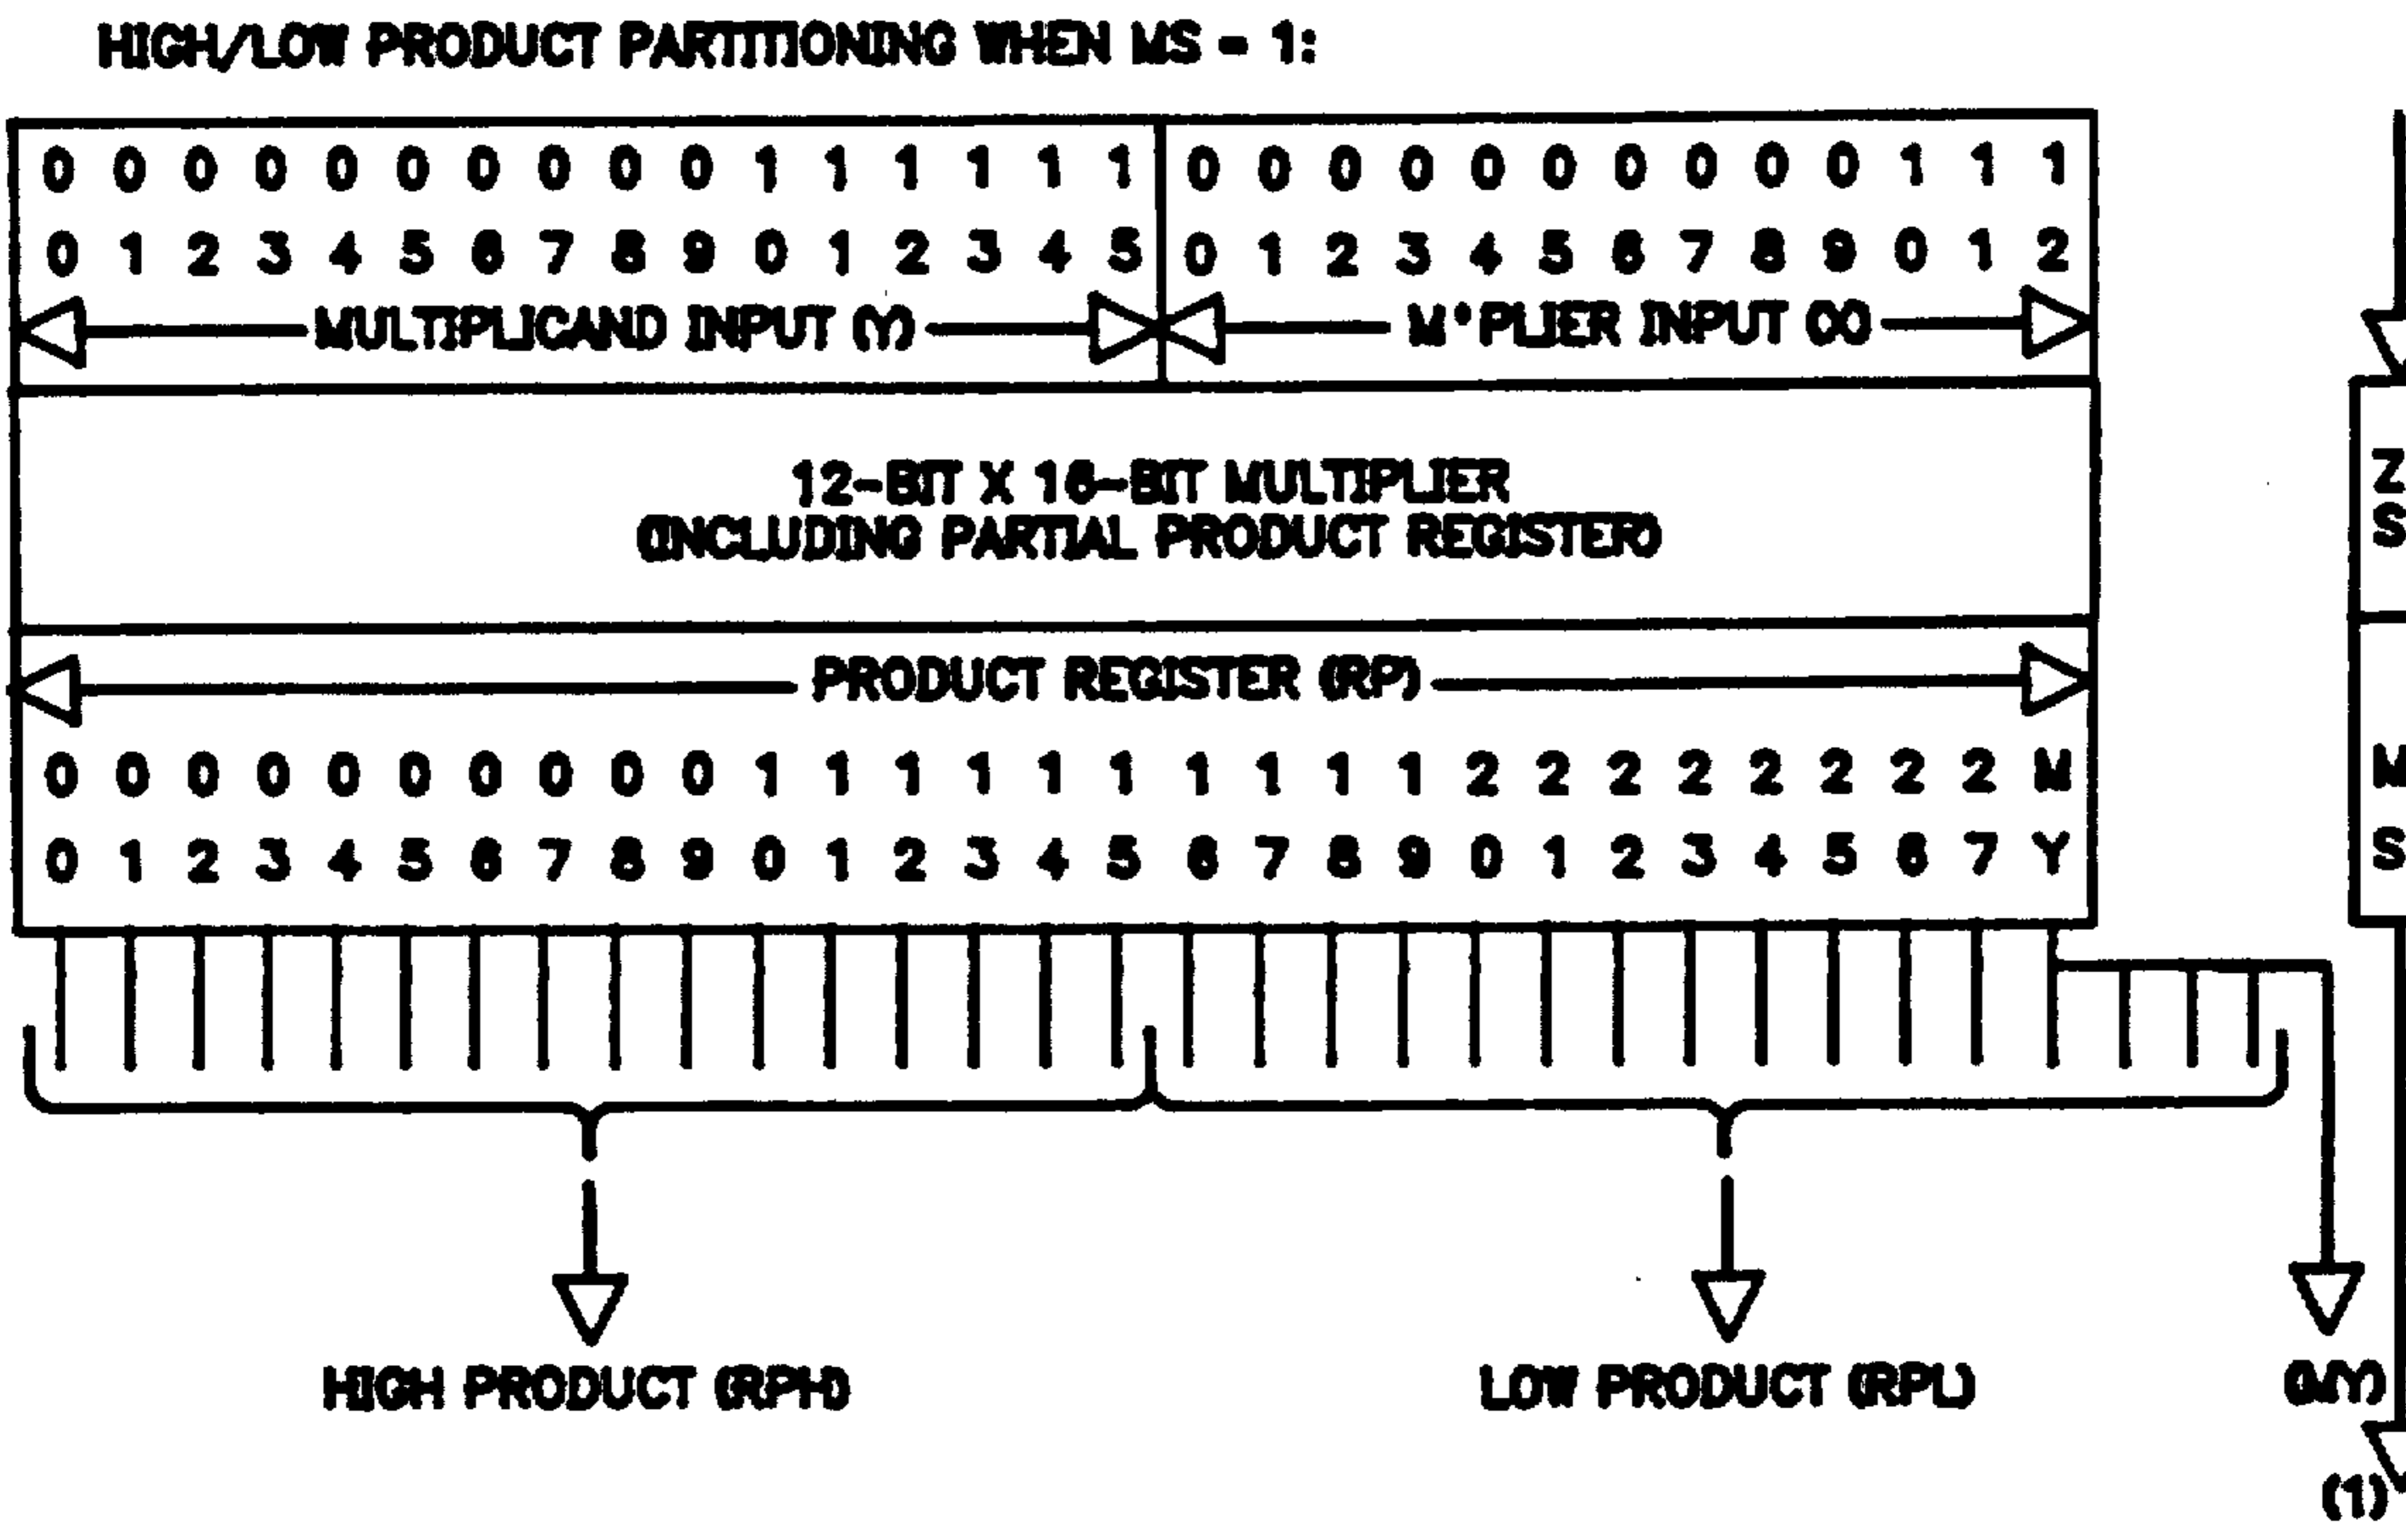 HIGH/LOW PRODUCT PARTITIONING WHEN MS = 1:
0 0 0 0 0 0 0 0 0 0 1 1 1 1 1 1 0 0 0 0 0 0 0 0 0 0 1 1 1
0 1 2 3 4 5 6 7 8 9 0 1 2 3 4 5 0 1 2 3 4 5 6 7 8 9 0 1 2
MULTIPLICAND INPUT (Y) M'PLIER INPUT (X)
12-BIT X 16-BIT MULTIPLIER
(INCLUDING PARTIAL PRODUCT REGISTER)
Z
S
PRODUCT REGISTER (RP)
0 0 0 0 0 0 0 0 0 0 1 1 1 1 1 1 1 1 1 1 2 2 2 2 2 2 2 2 M
0 1 2 3 4 5 6 7 8 9 0 1 2 3 4 5 6 7 8 9 0 1 2 3 4 5 6 7 Y
M
S
HIGH PRODUCT (RPH) LOW PRODUCT (RPL) (MY)
(1)